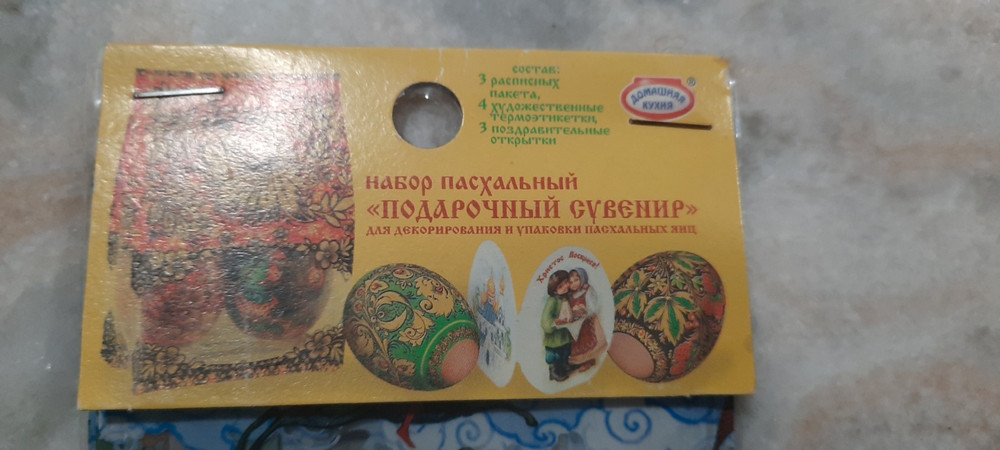 СОСТАВ:
3 РАСПИСНЫХ
ПАКЕТА,
4 ХУДОЖЕСТВЕННЫЕ
ТЕРМОЭТИКЕТКИ,
3 ПОЗДРАВИТЕЛЬНЫЕ
ОТКРЫТКИ
ДОМАШНЯЯ
КУХНЯ
®
НАБОР ПАСХАЛЬНЫЙ
«ПОДАРОЧНЫЙ СУВЕНИР»
ДЛЯ ДЕКОРИРОВАНИЯ И УПАКОВКИ ПАСХАЛЬНЫХ ЯИЦ
Христос Воскресе!